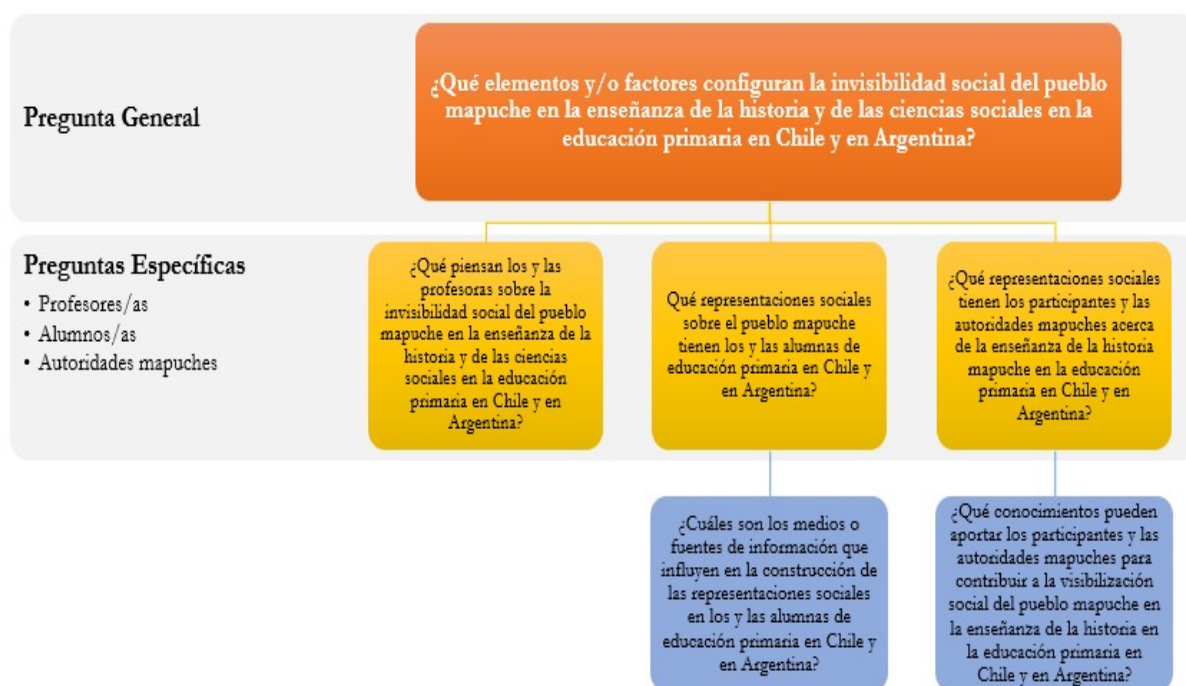 Pregunta General
¿Qué elementos y/o factores configuran la invisibilidad social del pueblo
mapuche en la enseñanza de la historia y de las ciencias sociales en la
educación primaria en Chile y en Argentina?
Preguntas Específicas
• Profesores/as
• Alumnos/as
• Autoridades mapuches
¿Qué piensan los y las
profesoras sobre la
invisibilidad social del pueblo
mapuche en la enseñanza de la
historia y de las ciencias
sociales en la educación
primaria en Chile y en
Argentina?
Qué representaciones sociales
sobre el pueblo mapuche
tienen los y las alumnas de
educación primaria en Chile y
en Argentina?
¿Qué representaciones sociales
tienen los participantes y las
autoridades mapuches acerca
de la enseñanza de la historia
mapuche en la educación
primaria en Chile y en
Argentina?
¿Cuáles son los medios o
fuentes de información que
influyen en la construcción de
las representaciones sociales
en los y las alumnas de
educación primaria en Chile y
en Argentina?
¿Qué conocimientos pueden
aportar los participantes y las
autoridades mapuches para
contribuir a la visibilización
social del pueblo mapuche en
la enseñanza de la historia en
la educación primaria en
Chile y en Argentina?